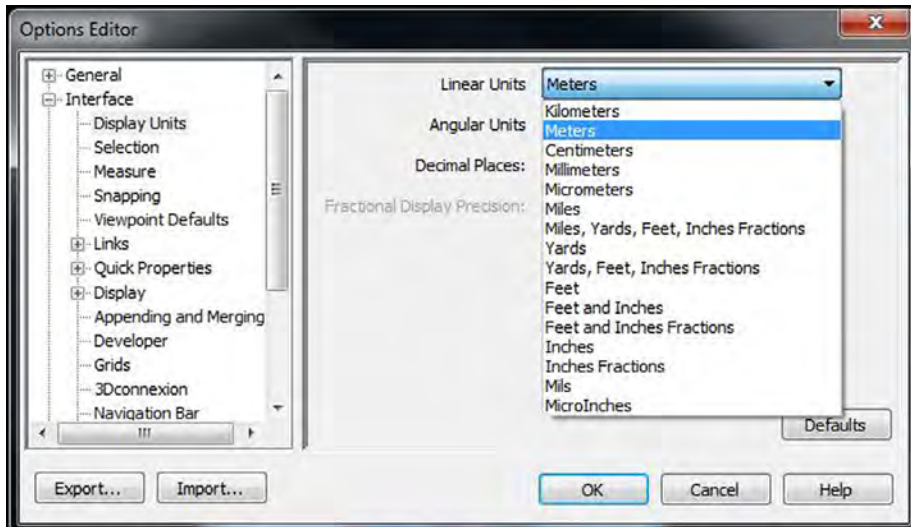 Options Editor
General
Interface
Display Units
Selection
Measure
Snapping
Viewpoint Defaults
Links
Quick Properties
Display
Appending and Merging
Developer
Grids
3Dconnexion
Navigation Bar
Linear Units
Meters
Angular Units
Decimal Places:
Fractional Display Precision:
Kilometers
Meters
Centimeters
Millimeters
Micrometers
Miles
Miles, Yards, Feet, Inches Fractions
Yards
Yards, Feet, Inches Fractions
Feet
Feet and Inches
Feet and Inches Fractions
Inches
Inches Fractions
Mils
MicroInches
Defaults
Export...
Import...
OK
Cancel
Help